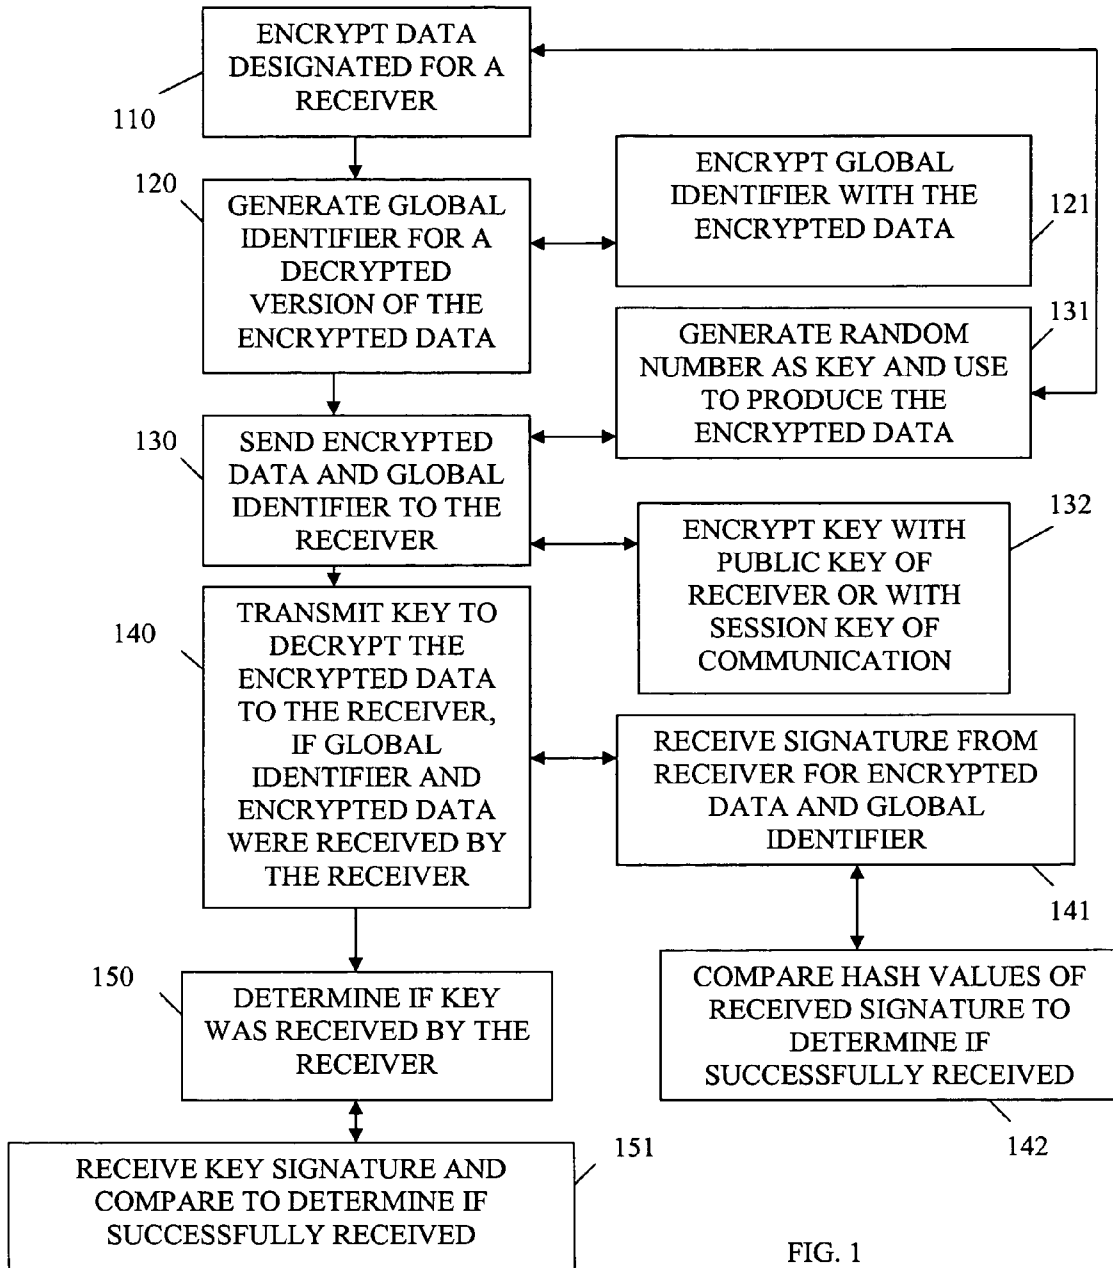 ENCRYPT DATA
DESIGNATED FOR A
RECEIVER
110
120
GENERATE GLOBAL
IDENTIFIER FOR A
DECRYPTED
VERSION OF THE
ENCRYPTED DATA
ENCRYPT GLOBAL
IDENTIFIER WITH THE
ENCRYPTED DATA
121
131
GENERATE RANDOM
NUMBER AS KEY AND USE
TO PRODUCE THE
ENCRYPTED DATA
130
SEND ENCRYPTED
DATA AND GLOBAL
IDENTIFIER TO THE
RECEIVER
132
ENCRYPT KEY WITH
PUBLIC KEY OF
RECEIVER OR WITH
SESSION KEY OF
COMMUNICATION
140
TRANSMIT KEY TO
DECRYPT THE
ENCRYPTED DATA
TO THE RECEIVER,
IF GLOBAL
IDENTIFIER AND
ENCRYPTED DATA
WERE RECEIVED BY
THE RECEIVER
RECEIVE SIGNATURE FROM
RECEIVER FOR ENCRYPTED
DATA AND GLOBAL
IDENTIFIER
141
150
DETERMINE IF KEY
WAS RECEIVED BY THE
RECEIVER
COMPARE HASH VALUES OF
RECEIVED SIGNATURE TO
DETERMINE IF
SUCCESSFULLY RECEIVED
142
151
RECEIVE KEY SIGNATURE AND
COMPARE TO DETERMINE IF
SUCCESSFULLY RECEIVED
FIG. 1